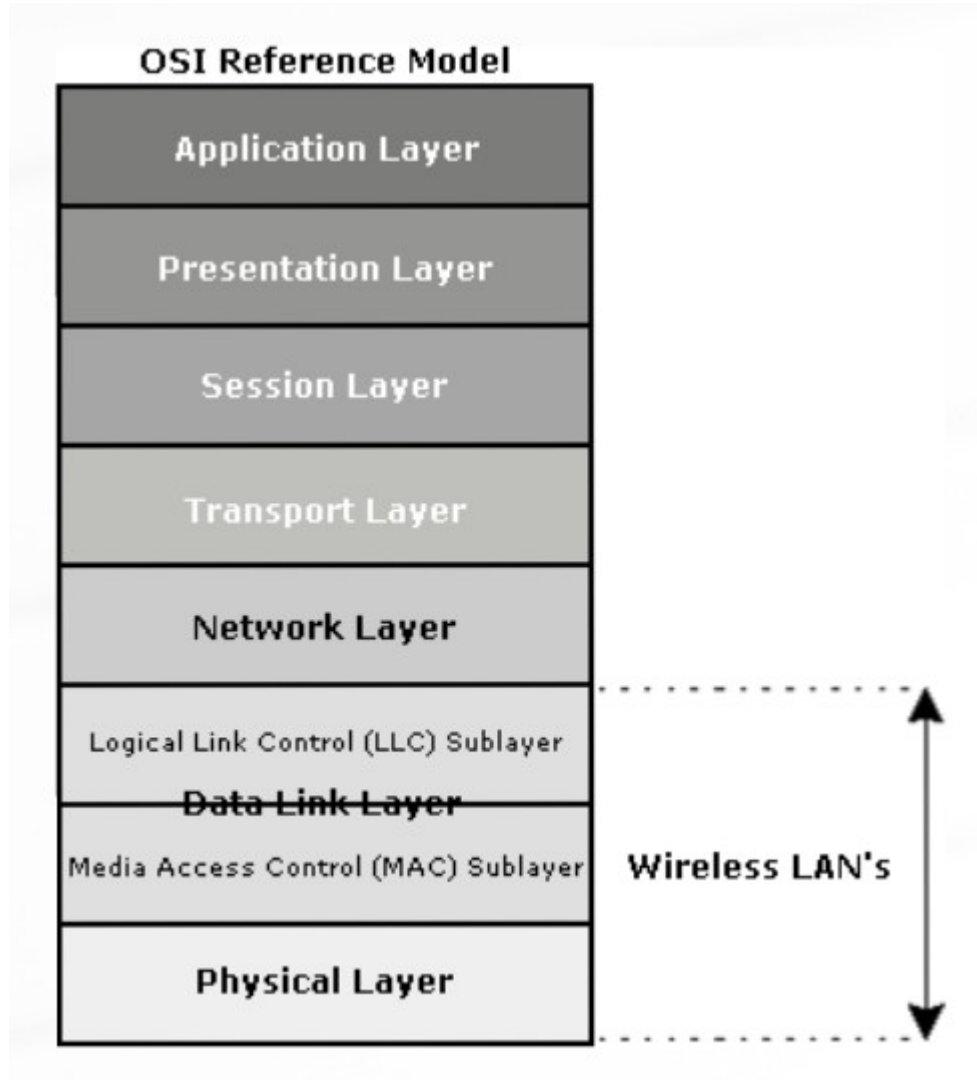 OSI Reference Model
Application Layer
Presentation Layer
Session Layer
Transport Layer
Network Layer
Logical Link Control (LLC) Sublayer
Data Link Layer
Media Access Control (MAC) Sublayer
Wireless LAN's
Physical Layer